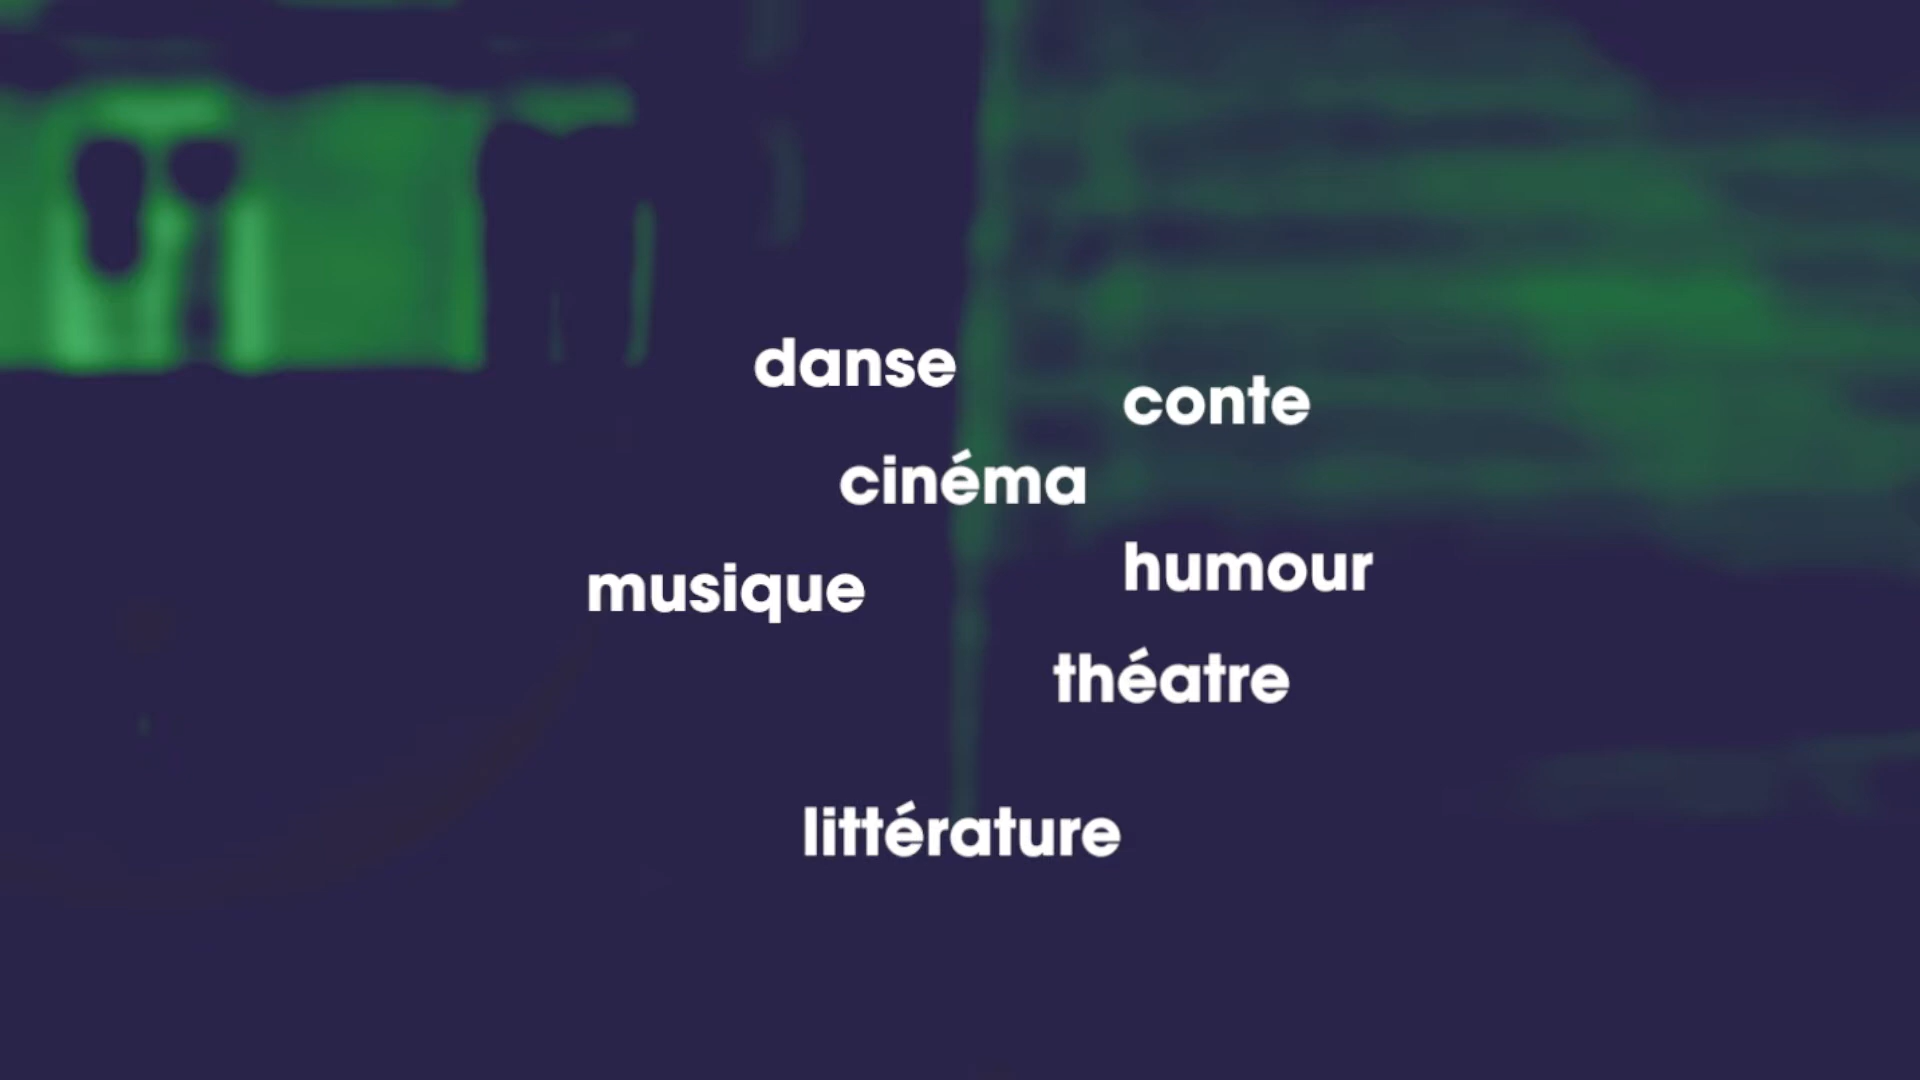 danse
conte
cinéma
humour
musique
théatre
littérature